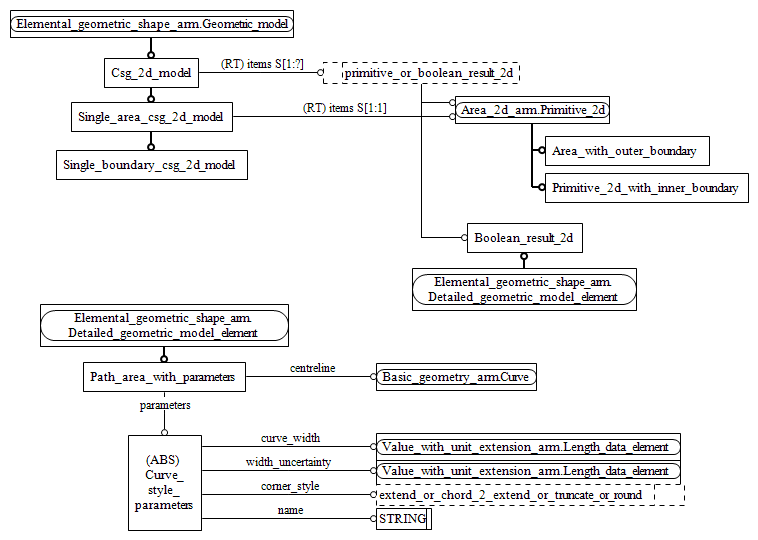 Elemental_geometric_shape_arm.Geometric_model
Csg_2d_model
(RT) items S[1:?]
primitive_or_boolean_result_2d
Single_area_csg_2d_model
(RT) items S[1:1]
Area_2d_arm.Primitive_2d
Single_boundary_csg_2d_model
Area_with_outer_boundary
Primitive_2d_with_inner_boundary
Boolean_result_2d
Elemental_geometric_shape_arm.
Detailed_geometric_model_element
Elemental_geometric_shape_arm.
Detailed_geometric_model_element
Path_area_with_parameters
centreline
Basic_geometry_arm.Curve
parameters
(ABS)
Curve_
style_
parameters
curve_width
Value_with_unit_extension_arm.Length_data_element
width_uncertainty
Value_with_unit_extension_arm.Length_data_element
corner_style
extend_or_chord_2_extend_or_truncate_or_round
name
STRING